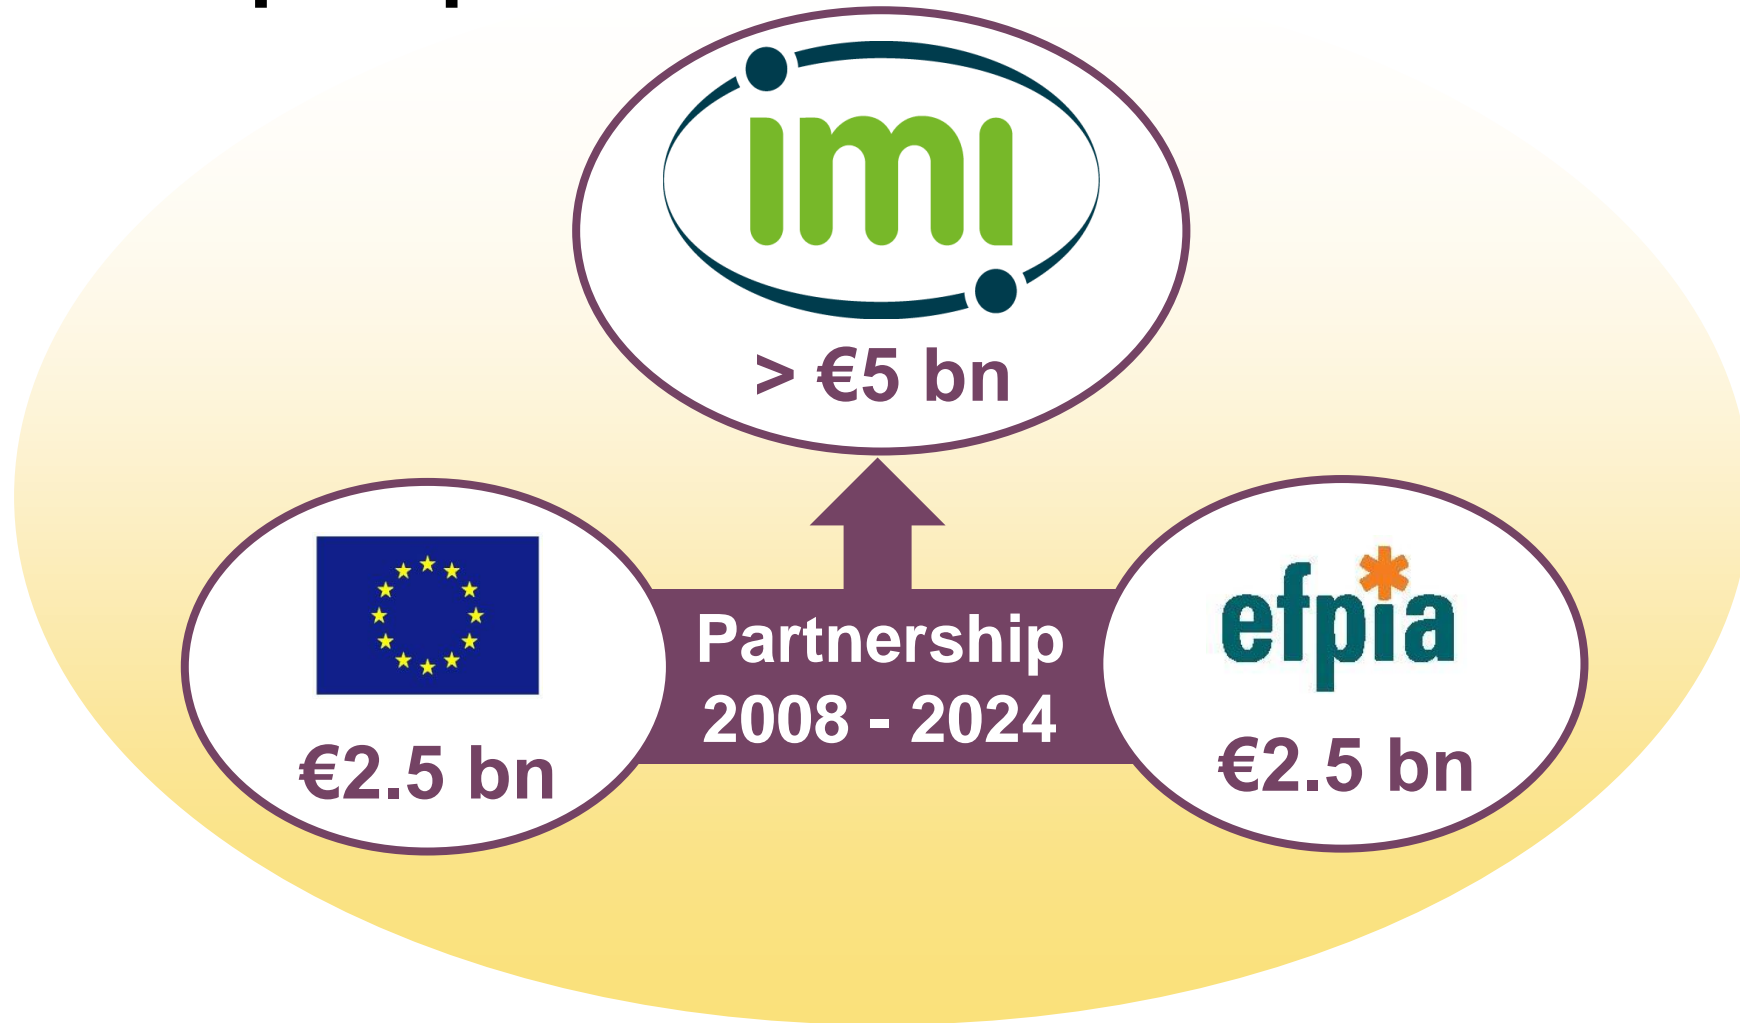 imi
> €5 bn
Partnership
2008 - 2024
€2.5 bn
efpia
€2.5 bn